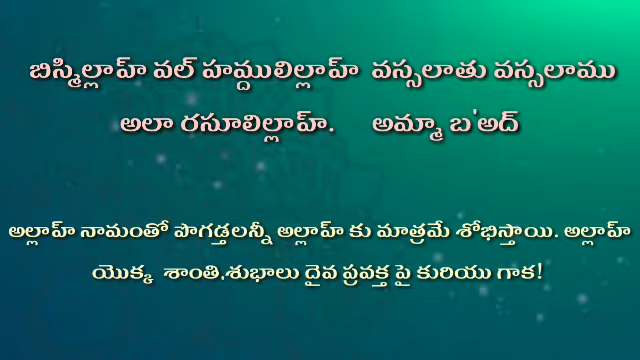 బిస్మిల్లాహ్ వల్ హమ్దులిల్లాహ్ వస్సలాతు వస్సలాము
అలా రసూలిల్లాహ్. అమ్మా బ'అద్
అల్లాహ్ నామంతో పొగడ్తలన్నీ అల్లాహ్ కు మాత్రమే శోభిస్తాయి. అల్లాహ్
యొక్క శాంతి.శుభాలు దైవ ప్రవక్త పై కురియు గాక!